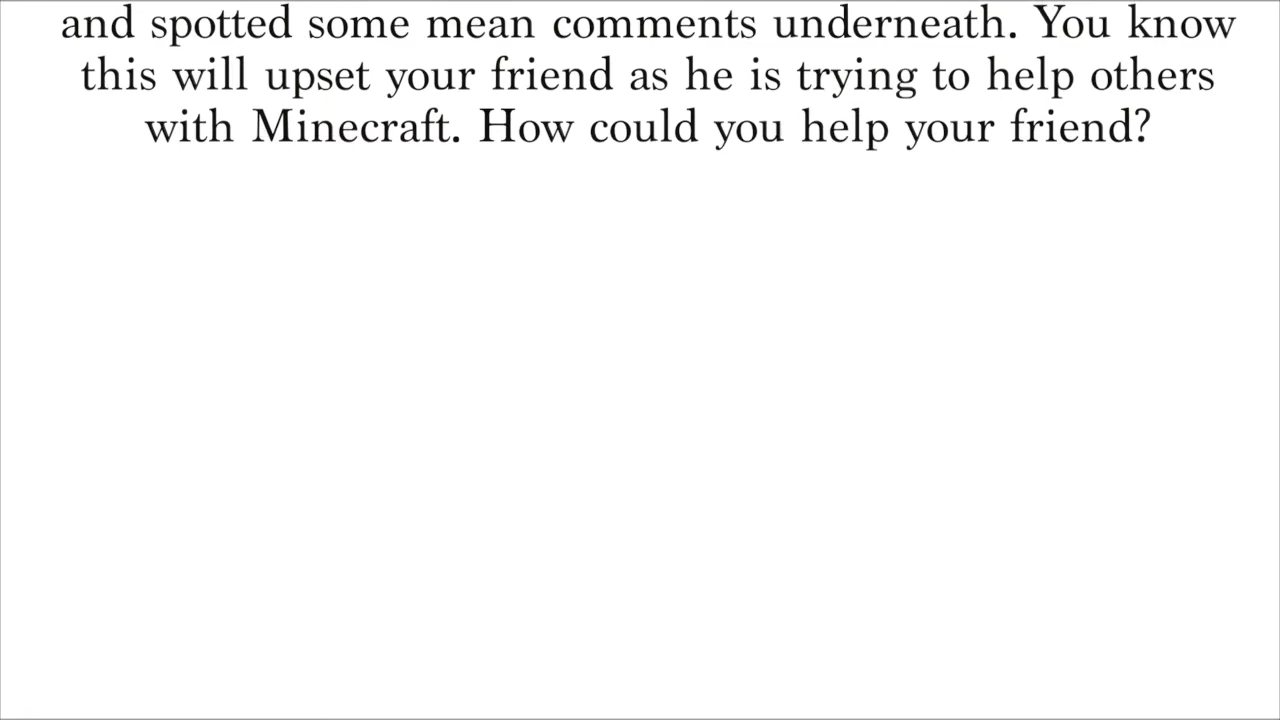 and spotted some mean comments underneath. You know
this will upset your friend as he is trying to help others
with Minecraft. How could you help your friend?